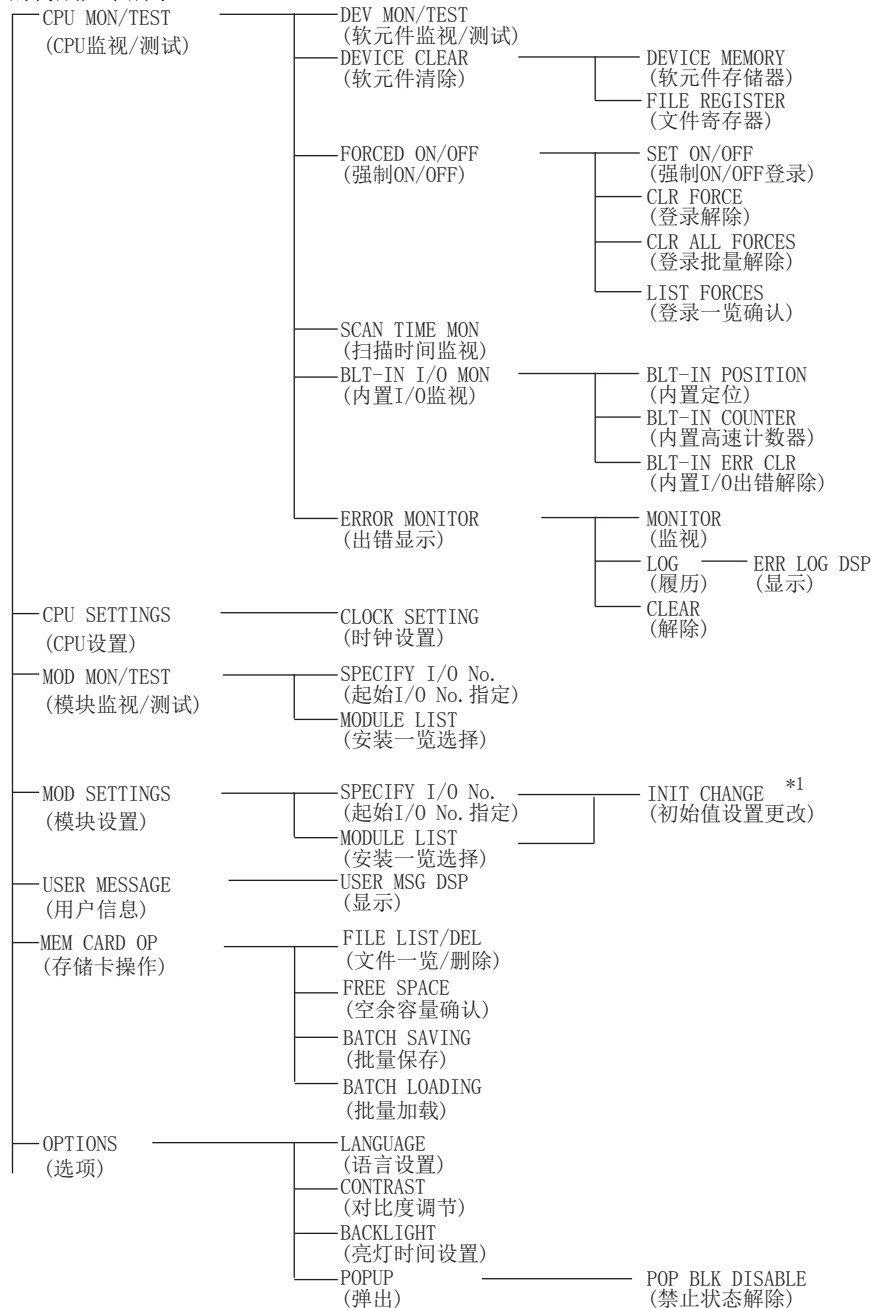 CPU MON/TEST
(CPU监视/测试)
DEV MON/TEST
(软元件监视/测试)
DEVICE CLEAR
(软元件清除)
DEVICE MEMORY
(软元件存储器)
FILE REGISTER
(文件寄存器)
FORCED ON/OFF
(强制ON/OFF)
SET ON/OFF
(强制ON/OFF登录)
CLR FORCE
(登录解除)
CLR ALL FORCES
(登录批量解除)
LIST FORCES
(登录一览确认)
SCAN TIME MON
(扫描时间监视)
BLT-IN I/O MON
(内置I/O监视)
BLT-IN POSITION
(内置定位)
BLT-IN COUNTER
(内置高速计数器)
BLT-IN ERR CLR
(内置I/O出错解除)
ERROR MONITOR
(出错显示)
MONITOR
(监视)
LOG
(履历)
ERR LOG DSP
(显示)
CLEAR
(解除)
CPU SETTINGS
(CPU设置)
CLOCK SETTING
(时钟设置)
MOD MON/TEST
(模块监视/测试)
SPECIFY I/O No.
(起始I/O No.指定)
MODULE LIST
(安装一览选择)
MOD SETTINGS
(模块设置)
SPECIFY I/O No.
(起始I/O No.指定)
MODULE LIST
(安装一览选择)
INIT CHANGE *1
(初始值设置更改)
USER MESSAGE
(用户信息)
USER MSG DSP
(显示)
MEM CARD OP
(存储卡操作)
FILE LIST/DEL
(文件一览/删除)
FREE SPACE
(空余容量确认)
BATCH SAVING
(批量保存)
BATCH LOADING
(批量加载)
OPTIONS
(选项)
LANGUAGE
(语言设置)
CONTRAST
(对比度调节)
BACKLIGHT
(亮灯时间设置)
POPUP
(弹出)
POP BLK DISABLE
(禁止状态解除)